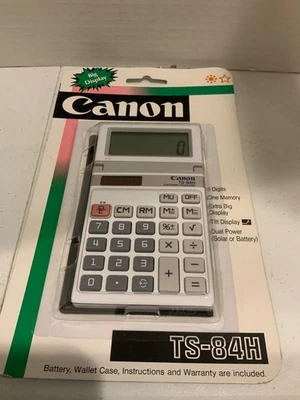 Big
Display
Canon
0
Canon
TS-84H
MU OFF
CM RM M± M=
7 8 9 %± √
4 5 6 × ÷
1 2 3 + −
0 • =
8 Digits
One Memory
Extra Big
Display
Tilt Display
Dual Power
(Solar or Battery)
TS-84H
Battery, Wallet Case, Instructions and Warranty are included.